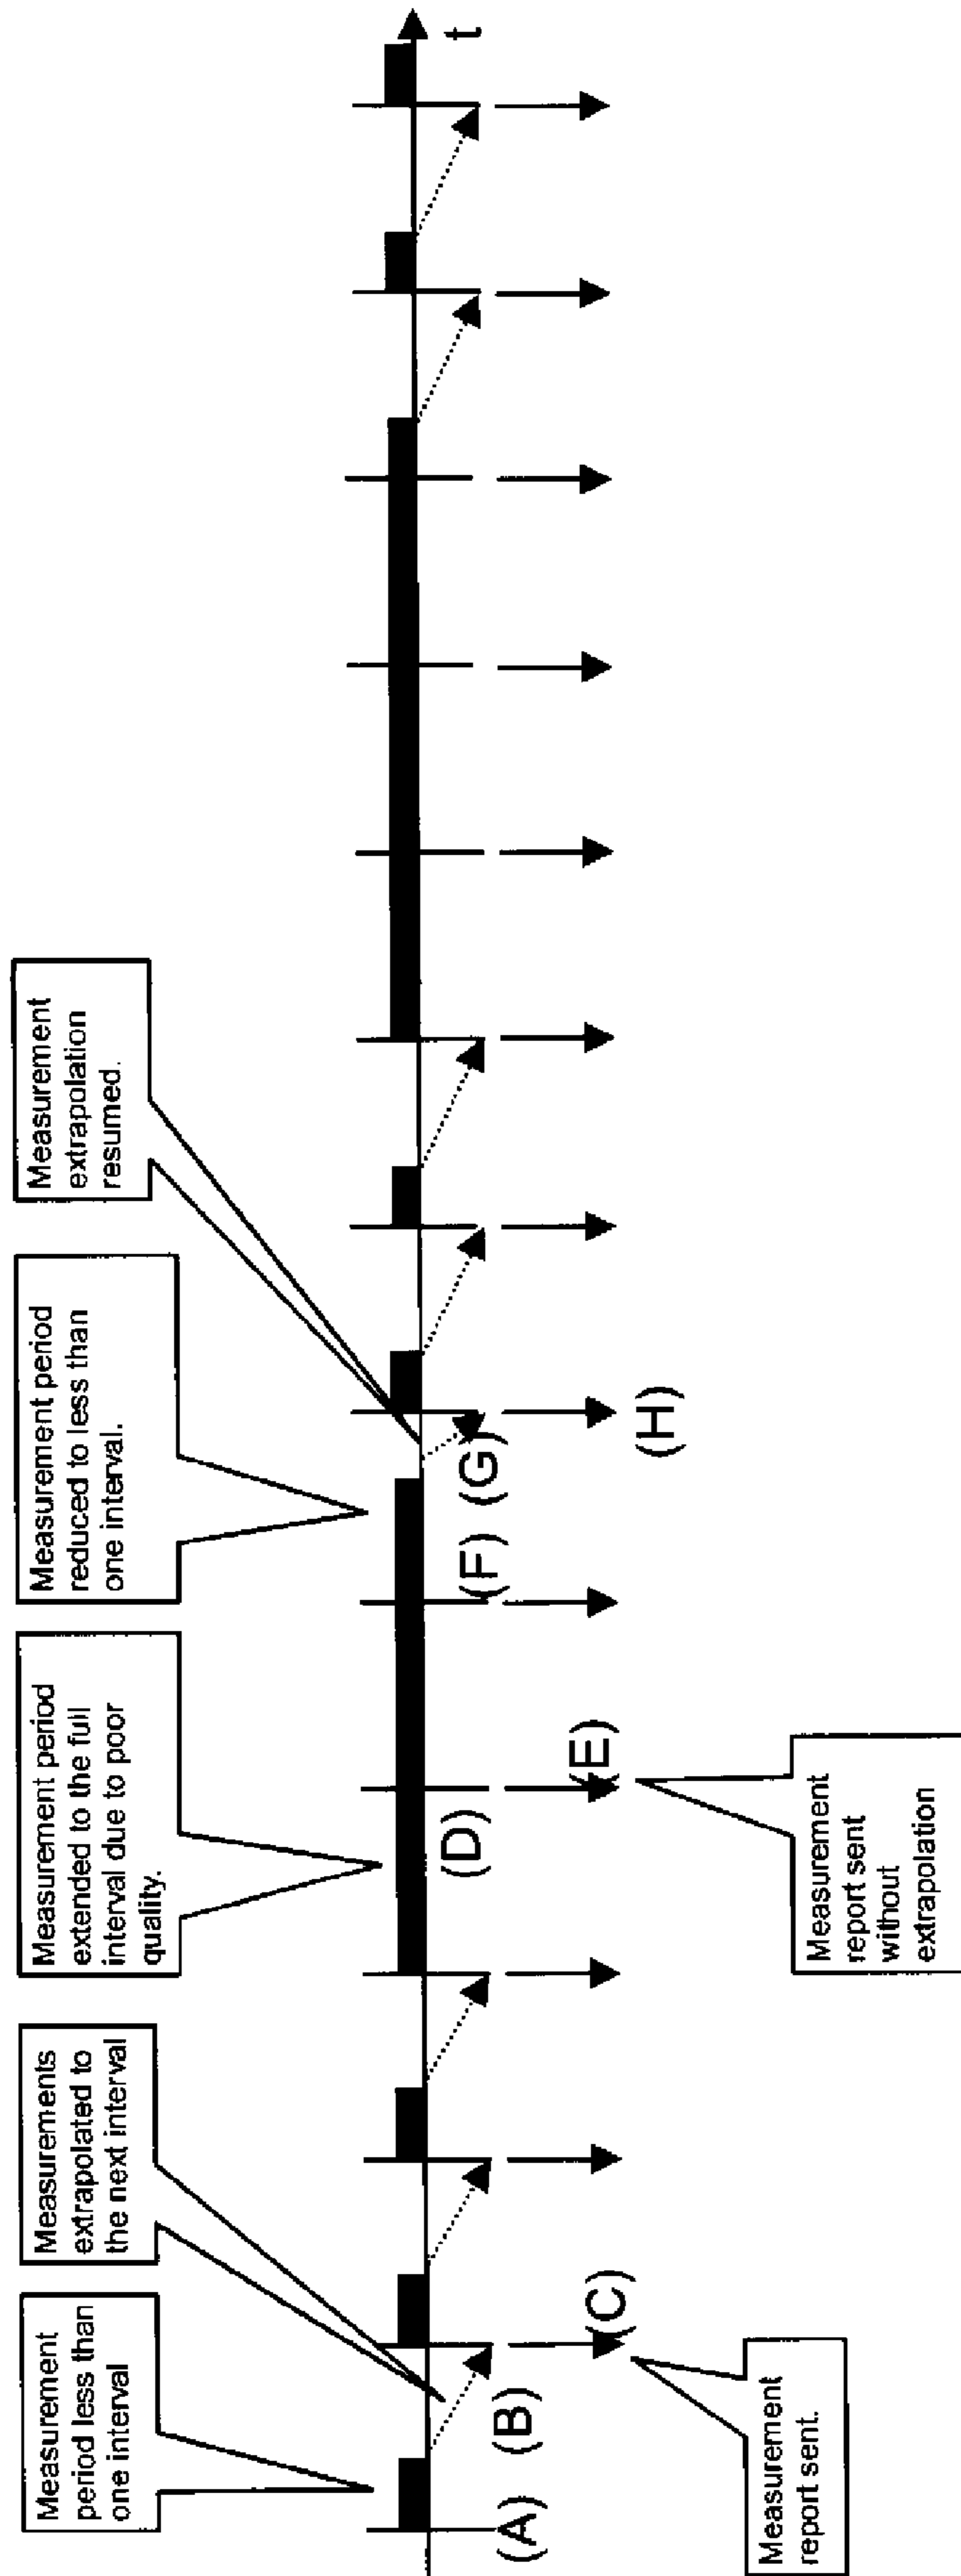 Measurement
period less than
one interval
Measurements
extrapolated to
the next interval
Measurement period
extended to the full
interval due to poor
quality.
Measurement period
reduced to less than
one interval.
Measurement
extrapolation
resumed.
t
(A)
(B)
(C)
(D)
(E)
(F)
(G)
(H)
Measurement
report sent.
Measurement
report sent
without
extrapolation